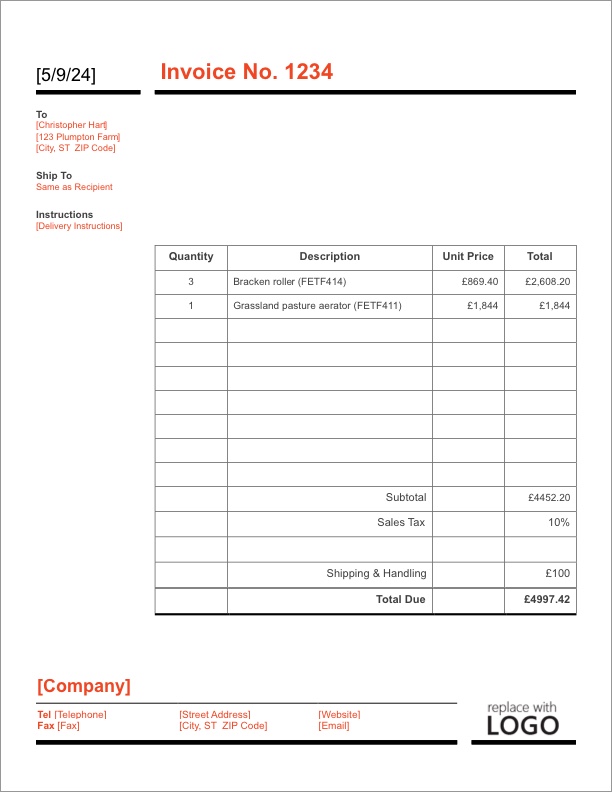 [5/9/24]
Invoice No. 1234
To
[Christopher Hart]
[123 Plumpton Farm]
[City, ST  ZIP Code]
Ship To
Same as Recipient
Instructions
[Delivery Instructions]
Quantity Description Unit Price Total
3 Bracken roller (FETF414) £869.40 £2,608.20
1 Grassland pasture aerator (FETF411) £1,844 £1,844
Subtotal £4452.20
Sales Tax 10%
Shipping & Handling £100
Total Due £4997.42
[Company]
Tel [Telephone] [Street Address] [Website]
Fax [Fax] [City, ST  ZIP Code] [Email]
replace with
LOGO